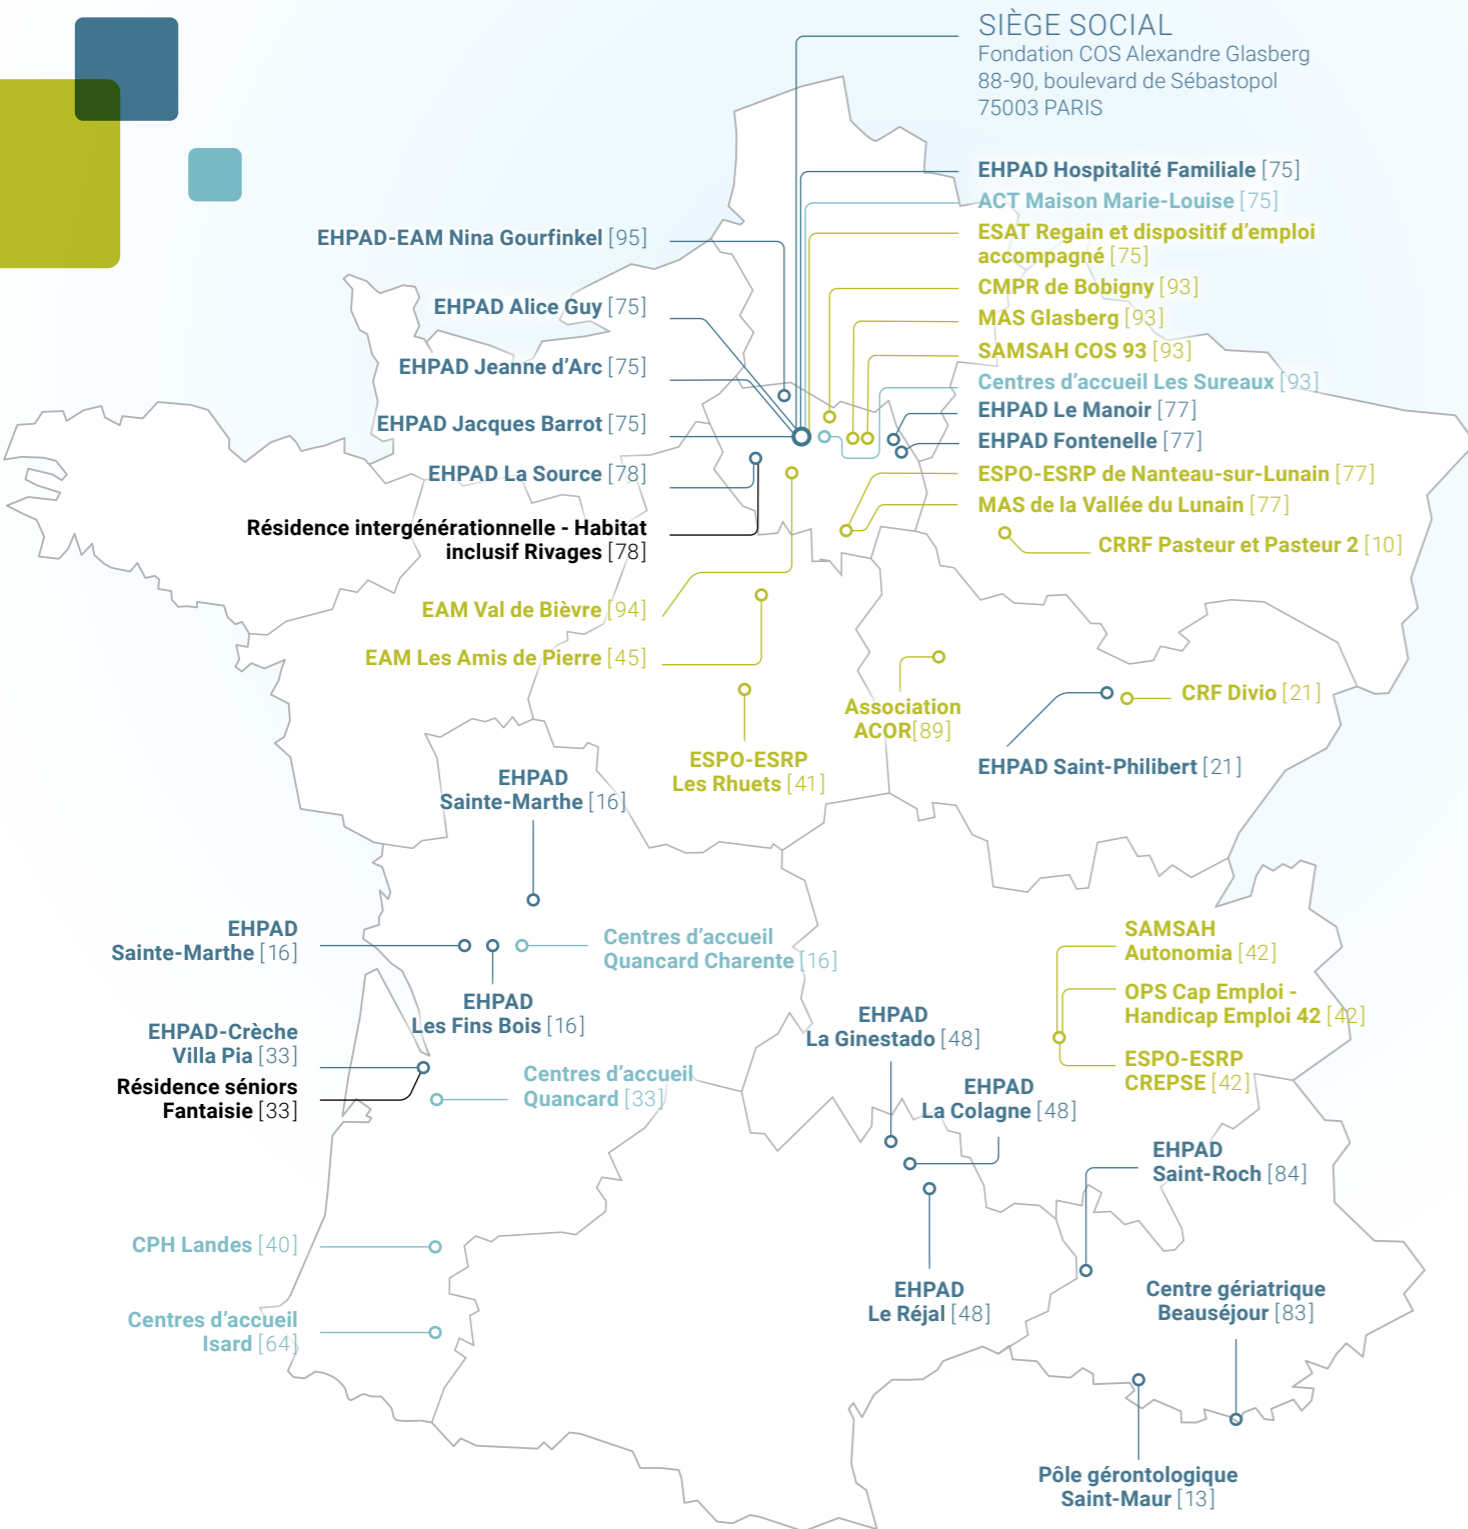 SIÈGE SOCIAL
Fondation COS Alexandre Glasberg
88-90, boulevard de Sébastopol
75003 PARIS
EHPAD Hospitalité Familiale [75]
ACT Maison Marie-Louise [75]
ESAT Regain et dispositif d'emploi
accompagné [75]
CMPR de Bobigny [93]
MAS Glasberg [93]
SAMSAH COS 93 [93]
Centres d'accueil Les Sureaux [93]
EHPAD Le Manoir [77]
EHPAD Fontenelle [77]
ESPO-ESRP de Nanteau-sur-Lunain [77]
MAS de la Vallée du Lunain [77]
CRRF Pasteur et Pasteur 2 [10]
EHPAD-EAM Nina Gourfinkel [95]
EHPAD Alice Guy [75]
EHPAD Jeanne d'Arc [75]
EHPAD Jacques Barrot [75]
EHPAD La Source [78]
Résidence intergénérationnelle - Habitat
inclusif Rivages [78]
EAM Val de Bièvre [94]
EAM Les Amis de Pierre [45]
Association
ACOR[89]
CRF Divio [21]
EHPAD Saint-Philibert [21]
ESPO-ESRP
Les Rhuets [41]
EHPAD
Sainte-Marthe [16]
EHPAD
Sainte-Marthe [16]
Centres d'accueil
Quancard Charente [16]
EHPAD
Les Fins Bois [16]
EHPAD-Crèche
Villa Pia [33]
Résidence séniors
Fantaisie [33]
Centres d'accueil
Quancard [33]
SAMSAH
Autonomia [42]
OPS Cap Emploi -
Handicap Emploi 42 [42]
ESPO-ESRP
CREPSE [42]
EHPAD
La Ginestado [48]
EHPAD
La Colagne [48]
EHPAD
Saint-Roch [84]
CPH Landes [40]
Centres d'accueil
Isard [64]
EHPAD
Le Réjal [48]
Centre gériatrique
Beauséjour [83]
Pôle gérontologique
Saint-Maur [13]